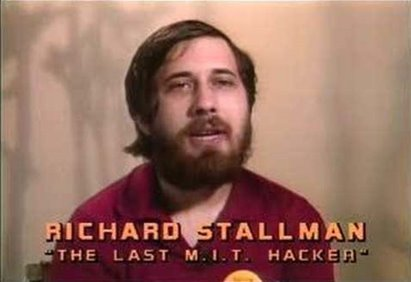 RICHARD STALLMAN
"THE LAST M.I.T. HACKER"